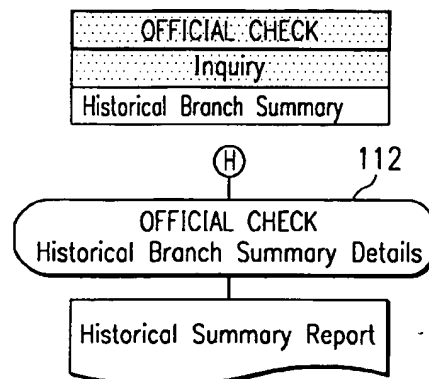 OFFICIAL CHECK
Inquiry
Historical Branch Summary
H
112
OFFICIAL CHECK
Historical Branch Summary Details
Historical Summary Report